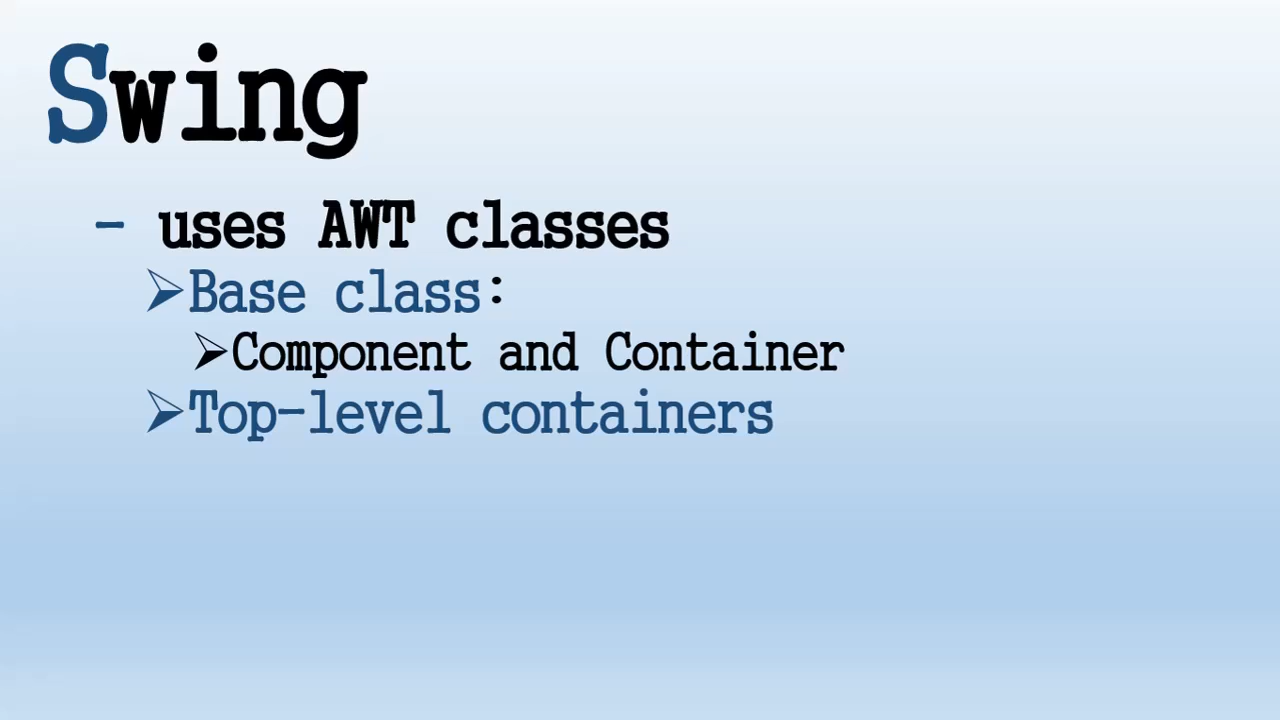 Swing
- uses AWT classes
➢Base class:
➢Component and Container
➢Top-level containers